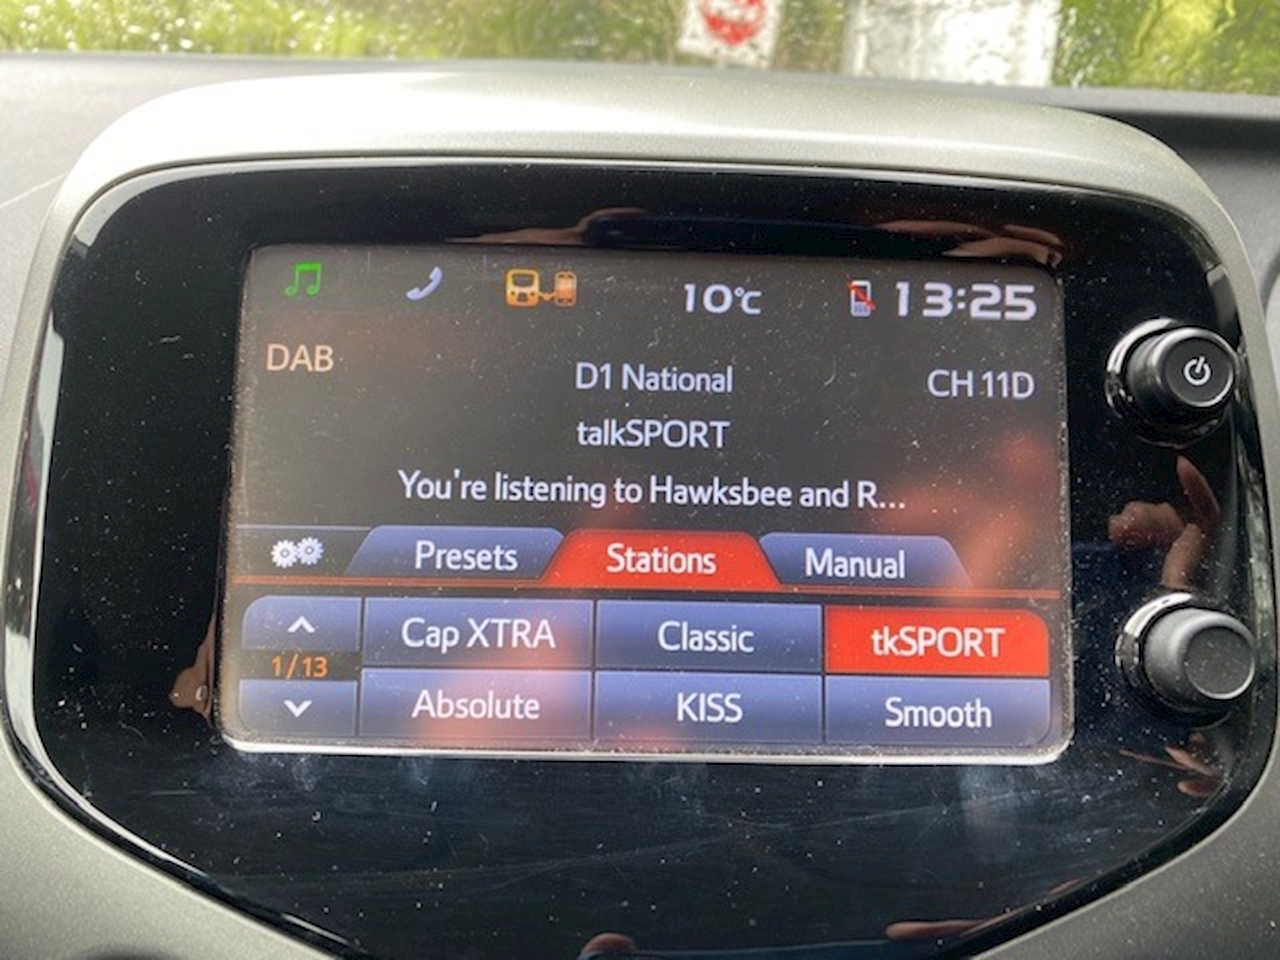 10°C 13:25
DAB
D1 National
CH 11D
talkSPORT
You're listening to Hawksbee and R...
Presets Stations Manual
Cap XTRA Classic tkSPORT
1/13
Absolute KISS Smooth